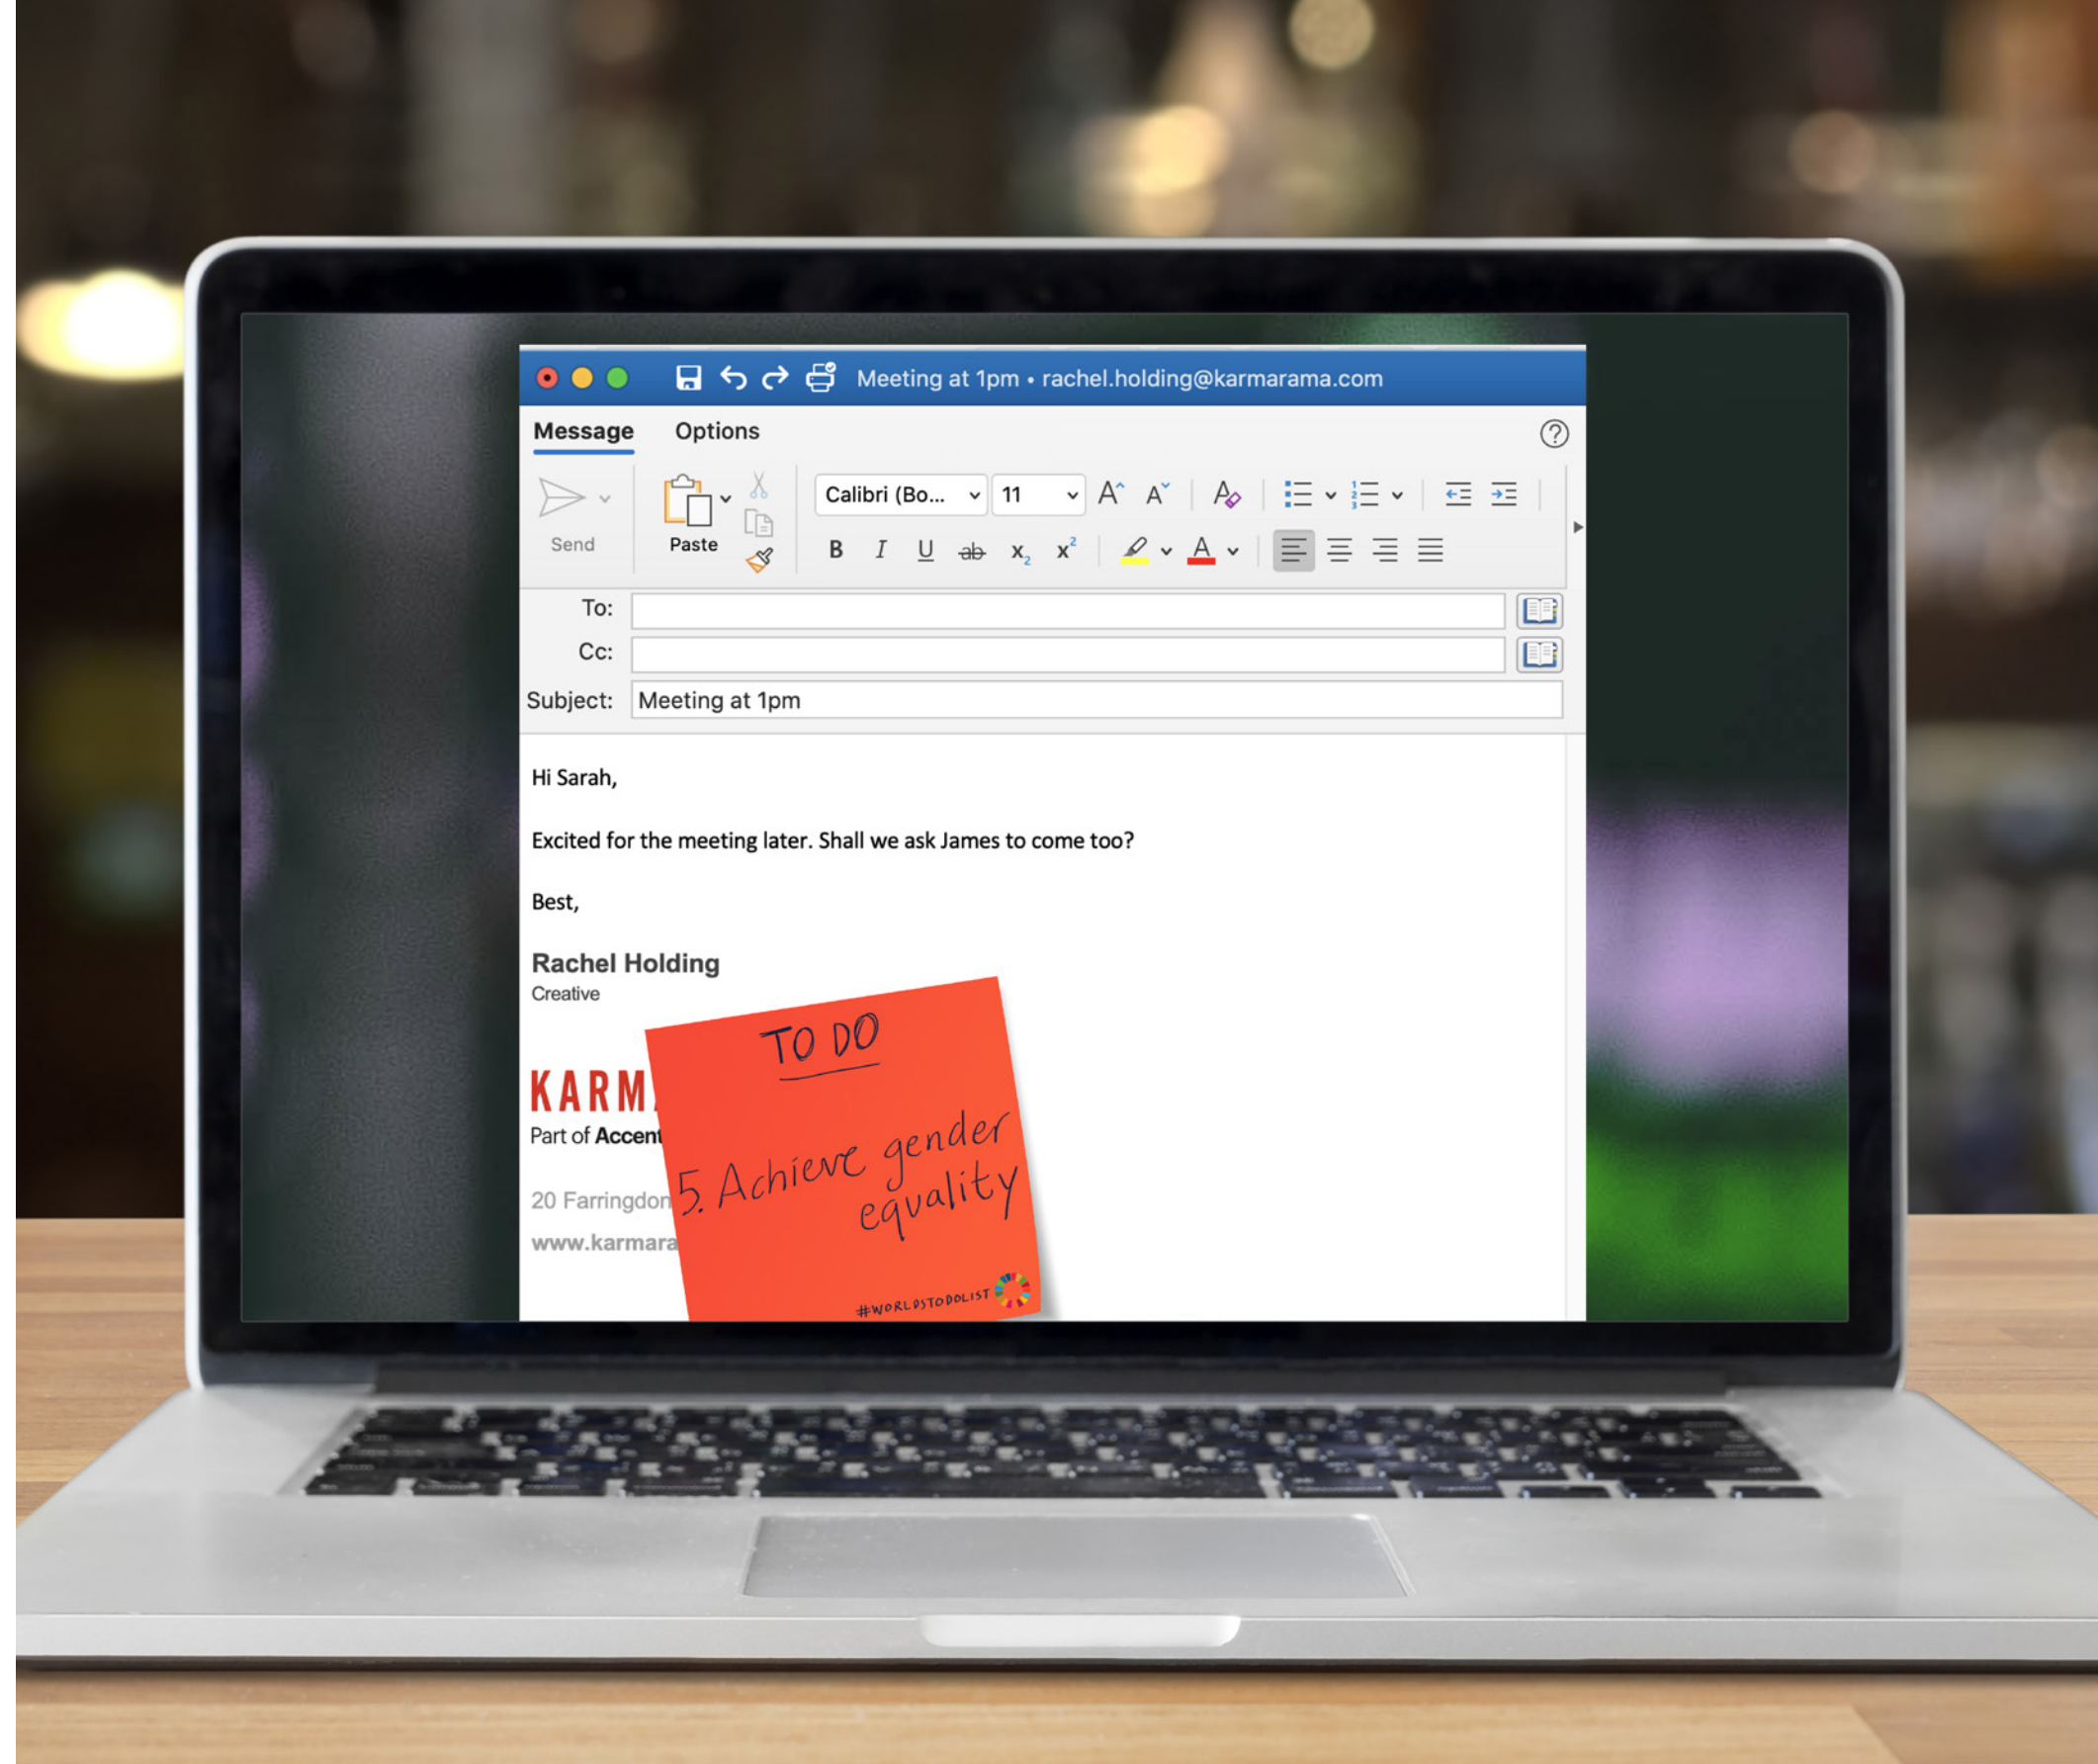 Meeting at 1pm • rachel.holding@karmarama.com
Message Options
Calibri (Bo... 11
Send Paste
To:
Cc:
Subject: Meeting at 1pm
Hi Sarah,
Excited for the meeting later. Shall we ask James to come too?
Best,
Rachel Holding
Creative
TO DO
KARM
Part of Accent
5. Achieve gender
equality
20 Farringdon
www.karmara
#WORLDSTODOLIST